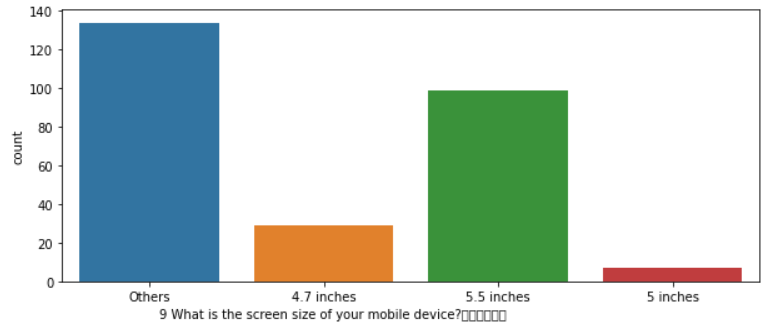 140
120
100
80
60
40
20
0
count
Others 4.7 inches 5.5 inches 5 inches
9 What is the screen size of your mobile device?